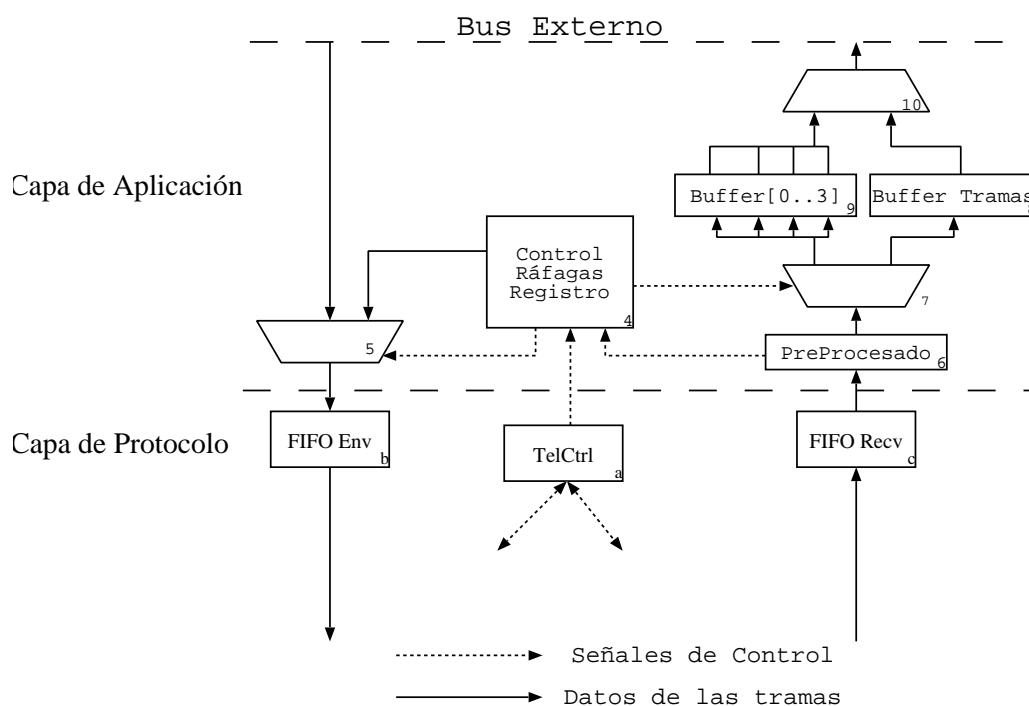 Bus Externo
10
Capa de Aplicación
Buffer[0..3]
9
Buffer Tramas
Control
Ráfagas
Registro
4
7
5
PreProcesado
6
Capa de Protocolo
FIFO Env
b
TelCtrl
a
FIFO Recv
c
Señales de Control
Datos de las tramas